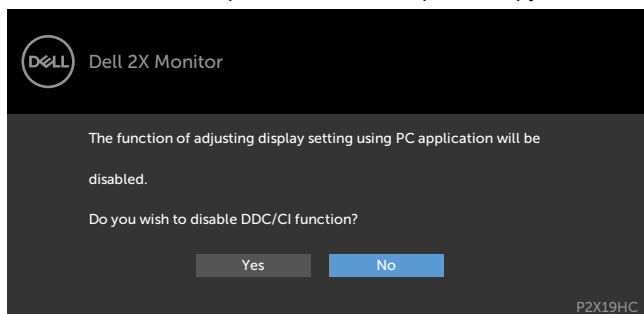 DELL
Dell 2X Monitor
The function of adjusting display setting using PC application will be
disabled.
Do you wish to disable DDC/CI function?
Yes No
P2X19HC